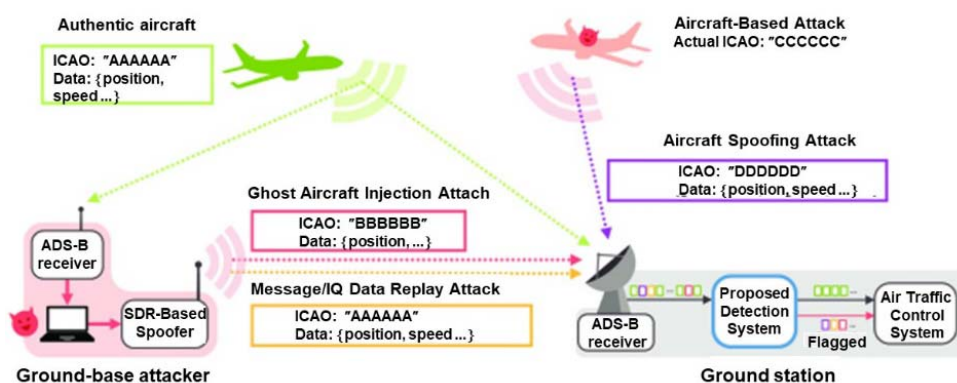 Authentic aircraft
ICAO: "AAAAAA"
Data: {position,
speed ...}
Aircraft-Based Attack
Actual ICAO: "CCCCCC"
Aircraft Spoofing Attack
ICAO: "DDDDDD"
Data: {position, speed ...}
Ghost Aircraft Injection Attach
ICAO: "BBBBBB"
Data: {position, ...}
Message/IQ Data Replay Attack
ICAO: "AAAAAA"
Data: {position, speed ...}
ADS-B
receiver
SDR-Based
Spoofer
Ground-base attacker
ADS-B
receiver
Proposed
Detection
System
Flagged
Air Traffic
Control
System
Ground station